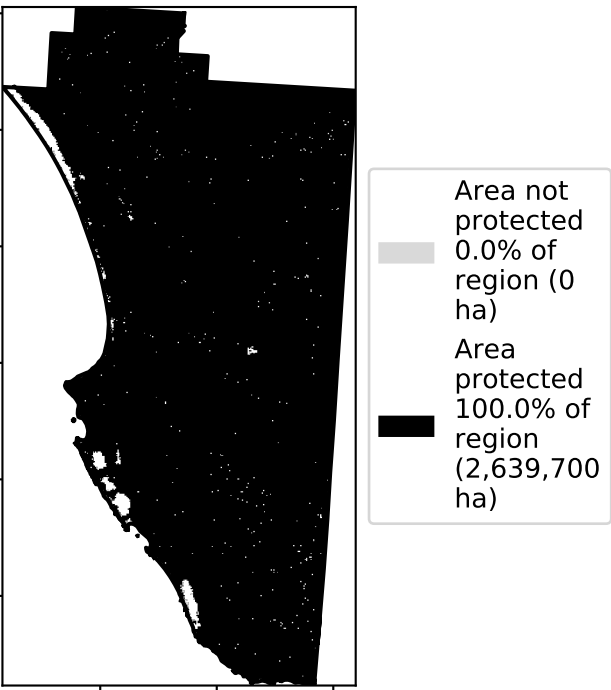 Area not
protected
0.0% of
region (0
ha)
Area
protected
100.0% of
region
(2,639,700
ha)